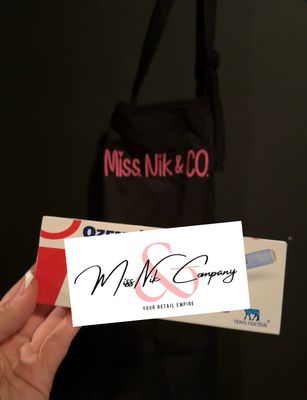 Miss. Nik & CO.
Miss Nik & Company
YOUR RETAIL EMPIRE
novo nordisk